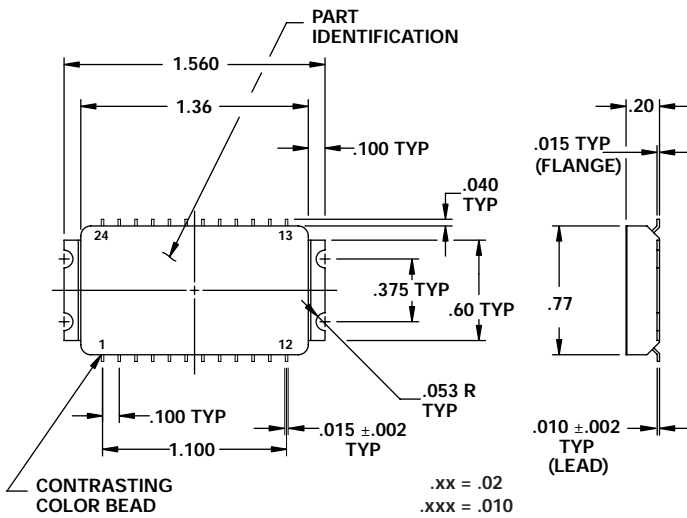 PART
IDENTIFICATION
1.560
1.36
.20
.100 TYP
.015 TYP
(FLANGE)
.040
TYP
24
13
.375 TYP
.60 TYP
.77
1
12
.053 R
TYP
.100 TYP
.015 ±.002
TYP
.010 ±.002
TYP
(LEAD)
1.100
CONTRASTING
COLOR BEAD
.xx = .02
.xxx = .010